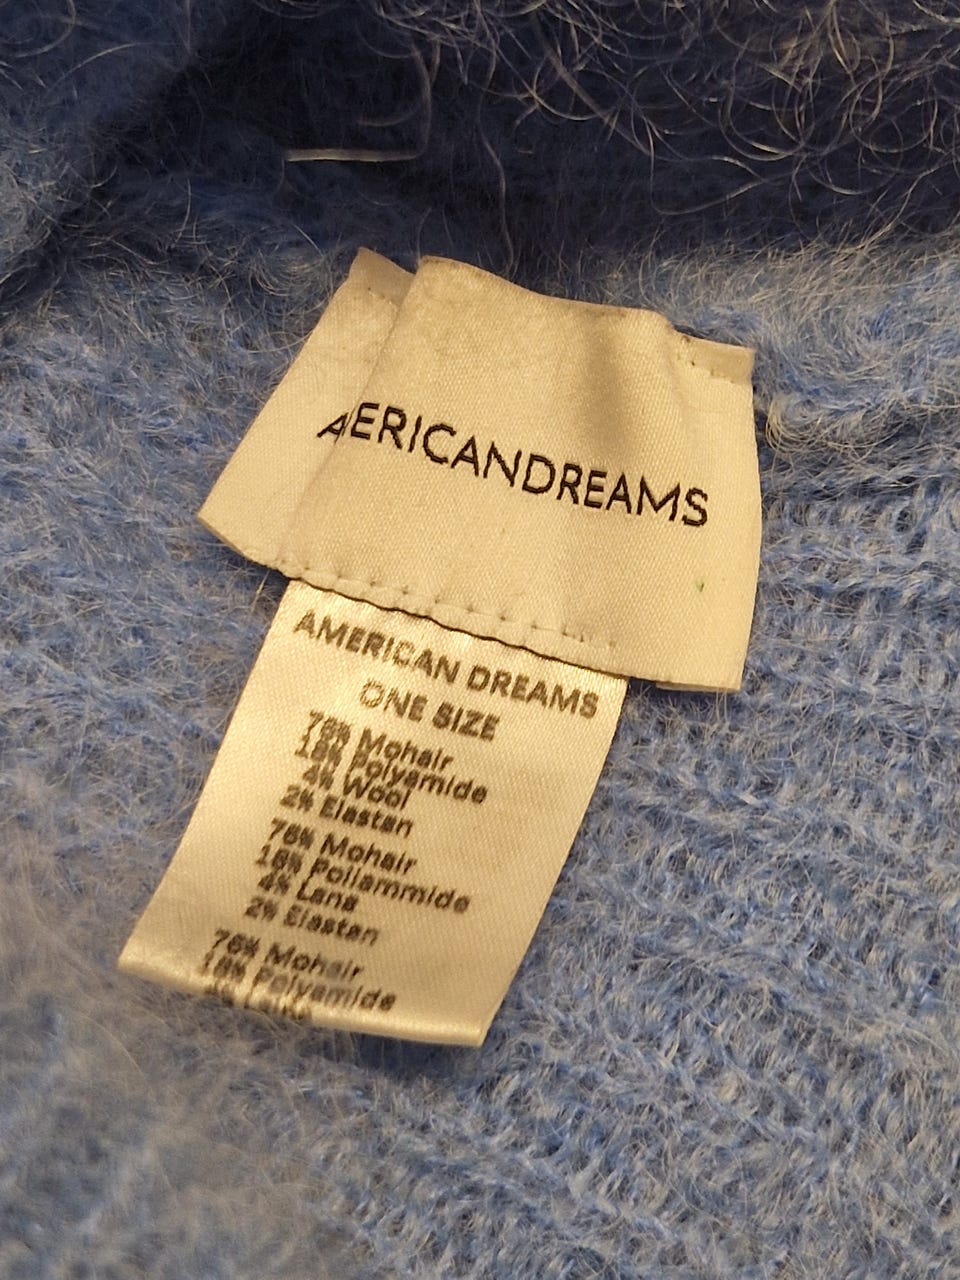 AERICANDREAMS
AMERICAN DREAMS
ONE SIZE
76% Mohair
18% Polyamide
4% Wool
2% Elastan
76% Mohair
18% Poliammide
4% Lana
2% Elastan
76% Mohair
18% Polyamide